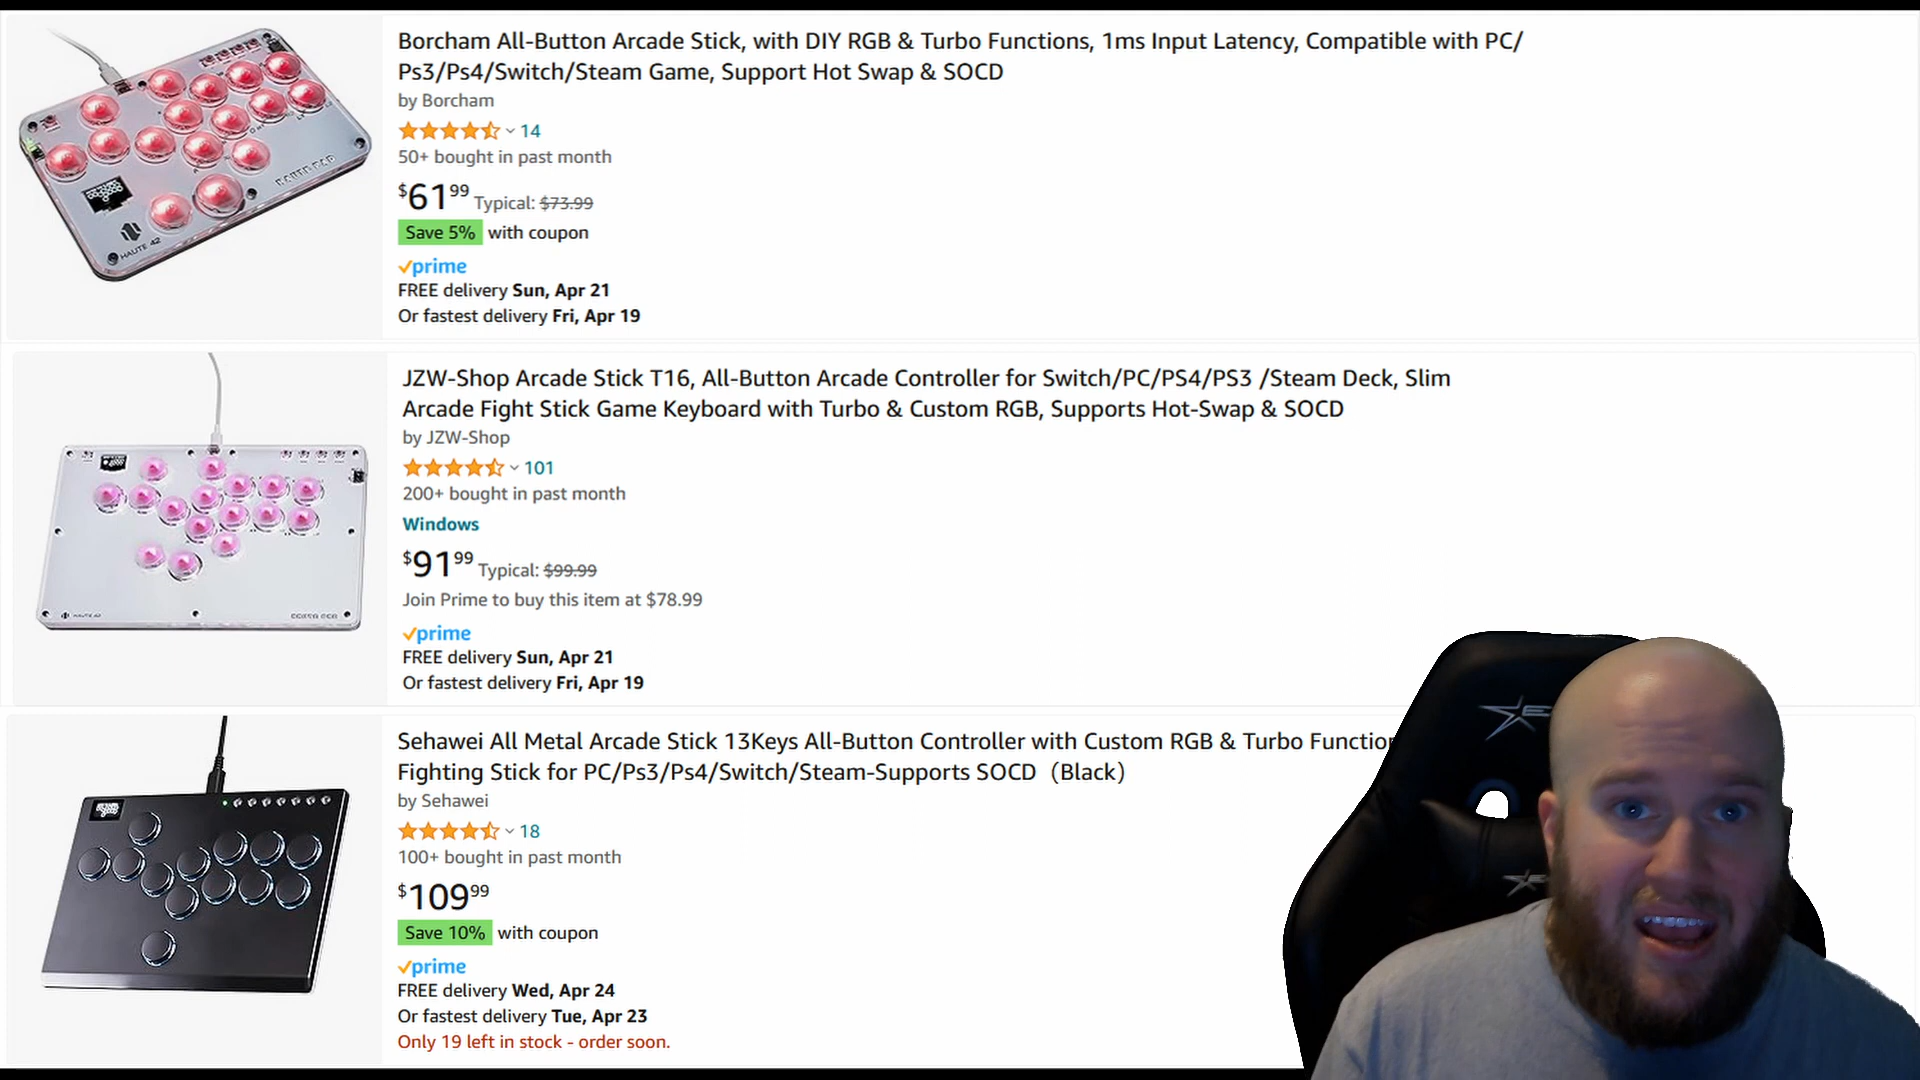 Borcham All-Button Arcade Stick, with DIY RGB & Turbo Functions, 1ms Input Latency, Compatible with PC/
Ps3/Ps4/Switch/Steam Game, Support Hot Swap & SOCD
by Borcham
14
50+ bought in past month
$61.99 Typical: $73.99
Save 5% with coupon
prime
FREE delivery Sun, Apr 21
Or fastest delivery Fri, Apr 19
HAUTE 42
JZW-Shop Arcade Stick T16, All-Button Arcade Controller for Switch/PC/PS4/PS3 /Steam Deck, Slim
Arcade Fight Stick Game Keyboard with Turbo & Custom RGB, Supports Hot-Swap & SOCD
by JZW-Shop
101
200+ bought in past month
Windows
$91.99 Typical: $99.99
Join Prime to buy this item at $78.99
prime
FREE delivery Sun, Apr 21
Or fastest delivery Fri, Apr 19
HAUTE 42
Sehawei All Metal Arcade Stick 13Keys All-Button Controller with Custom RGB & Turbo
Fighting Stick for PC/Ps3/Ps4/Switch/Steam-Supports SOCD（Black）
by Sehawei
18
100+ bought in past month
$109.99
Save 10% with coupon
prime
FREE delivery Wed, Apr 24
Or fastest delivery Tue, Apr 23
Only 19 left in stock - order soon.